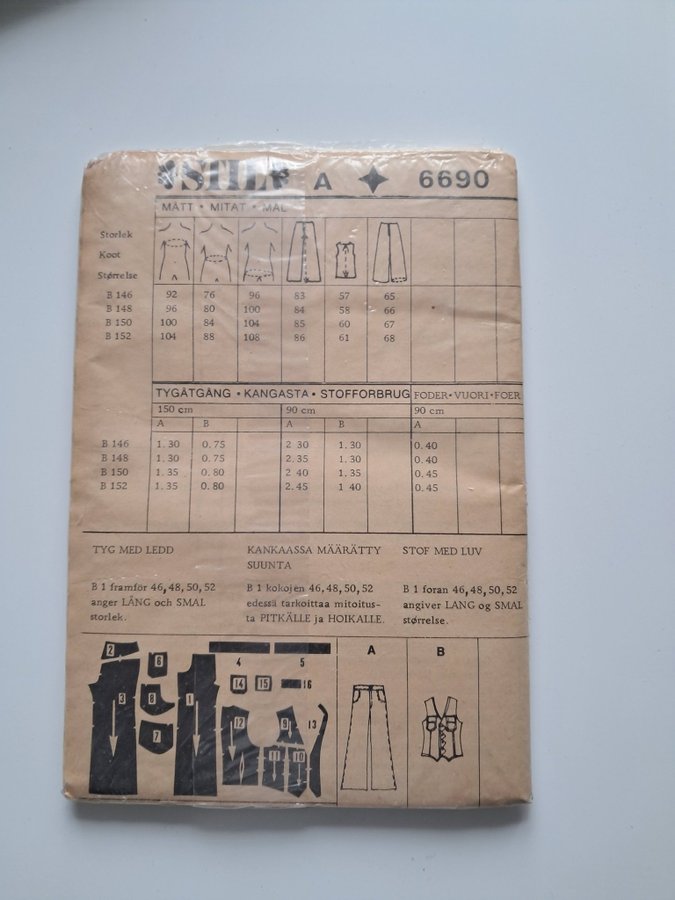 STIL A 6690
MÅTT • MITAT • MÅL
Storlek
Koot
Størrelse
B 146 92 76 96 83 57 65
B 148 96 80 100 84 58 66
B 150 100 84 104 85 60 67
B 152 104 88 108 86 61 68
TYGÅTGÅNG • KANGASTA • STOFFORBRUG FODER • VUORI • FOER
150 cm 90 cm 90 cm
A B A B A
B 146 1.30 0.75 2 30 1.30 0.40
B 148 1.30 0.75 2.35 1.30 0.40
B 150 1.35 0.80 2 40 1.35 0.45
B 152 1.35 0.80 2.45 1 40 0.45
TYG MED LEDD KANKAASSA MÄÄRÄTTY STOF MED LUV
SUUNTA
B 1 framför 46,48,50,52 B 1 kokojen 46,48,50,52 B 1 foran 46,48,50,52
anger LÅNG och SMAL edessä tarkoittaa mitoitus- angiver LANG og SMAL
storlek. ta PITKÄLLE ja HOIKALLE. størrelse.
A B
2 6 4 5
14 15 16
3 8 1
12 9 13
7 11 10